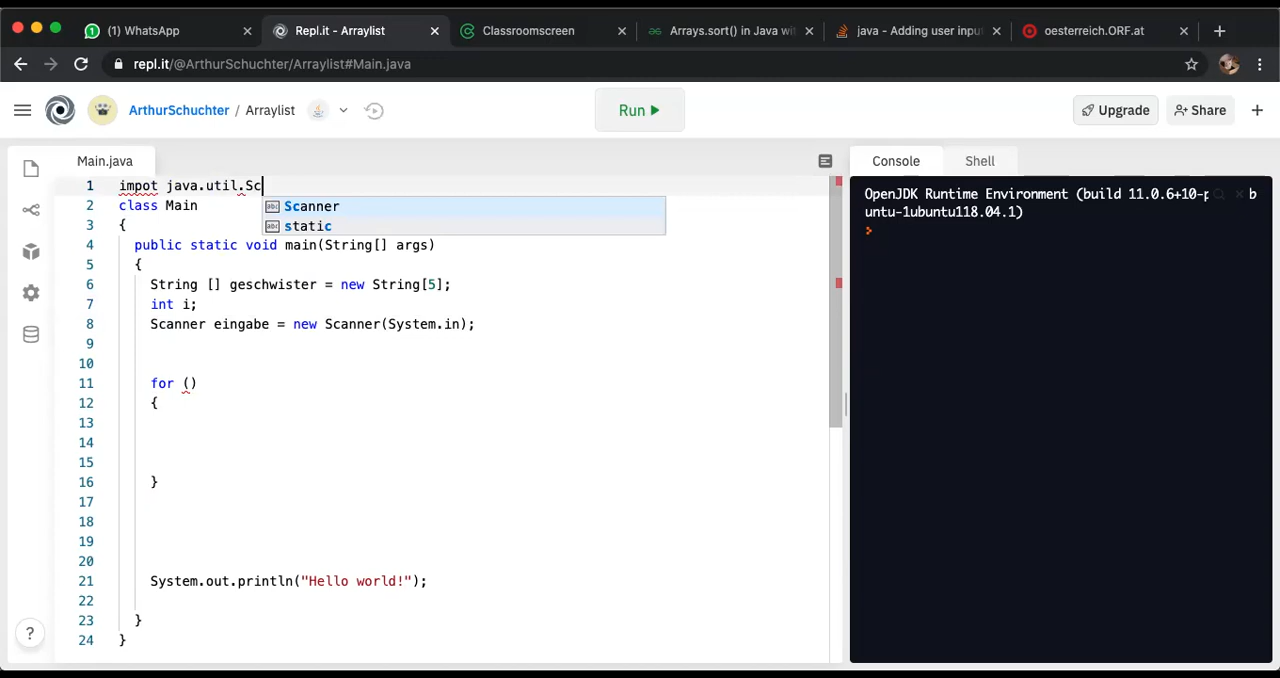 (1) WhatsApp
Repl.it - Arraylist
Classroomscreen
Arrays.sort() in Java wit
java - Adding user input
oesterreich.ORF.at
repl.it/@ArthurSchuchter/Arraylist#Main.java
ArthurSchuchter / Arraylist
Run
Upgrade
Share
Main.java
Console
Shell
1 impot java.util.Sc
Scanner
static
2 class Main
3 {
4 public static void main(String[] args)
5 {
6 String [] geschwister = new String[5];
7 int i;
8 Scanner eingabe = new Scanner(System.in);
9
10
11 for ()
12 {
13
14
15
16 }
17
18
19
20
21 System.out.println("Hello world!");
22
23 }
24 }
OpenJDK Runtime Environment (build 11.0.6+10-
b
untu-1ubuntu118.04.1)
>
?